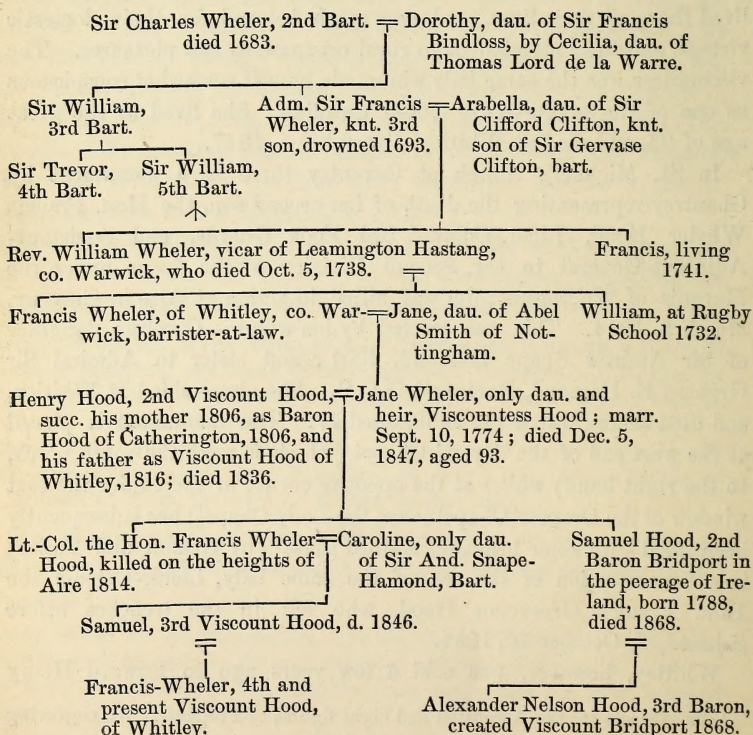 Sir Charles Wheler, 2nd Bart.
died 1683.
Dorothy, dau. of Sir Francis
Bindloss, by Cecilia, dau. of
Thomas Lord de la Warre.
Sir William,
3rd Bart.
Adm. Sir Francis
Wheler, knt. 3rd
son, drowned 1693.
Arabella, dau. of Sir
Clifford Clifton, knt.
son of Sir Gervase
Clifton, bart.
Sir Trevor,
4th Bart.
Sir William,
5th Bart.
Rev. William Wheler, vicar of Leamington Hastang,
co. Warwick, who died Oct. 5, 1738.
Francis, living
1741.
Francis Wheler, of Whitley, co. War-
wick, barrister-at-law.
Jane, dau. of Abel
Smith of Not-
tingham.
William, at Rugby
School 1732.
Henry Hood, 2nd Viscount Hood,
succ. his mother 1806, as Baron
Hood of Catherington, 1806, and
his father as Viscount Hood of
Whitley, 1816; died 1836.
Jane Wheler, only dau. and
heir, Viscountess Hood; marr.
Sept. 10, 1774; died Dec. 5,
1847, aged 93.
Lt.-Col. the Hon. Francis Wheler
Hood, killed on the heights of
Aire 1814.
Caroline, only dau.
of Sir And. Snape-
Hamond, Bart.
Samuel Hood, 2nd
Baron Bridport in
the peerage of Ire-
land, born 1788,
died 1868.
Samuel, 3rd Viscount Hood, d. 1846.
Francis-Wheler, 4th and
present Viscount Hood,
of Whitley.
Alexander Nelson Hood, 3rd Baron,
created Viscount Bridport 1868.